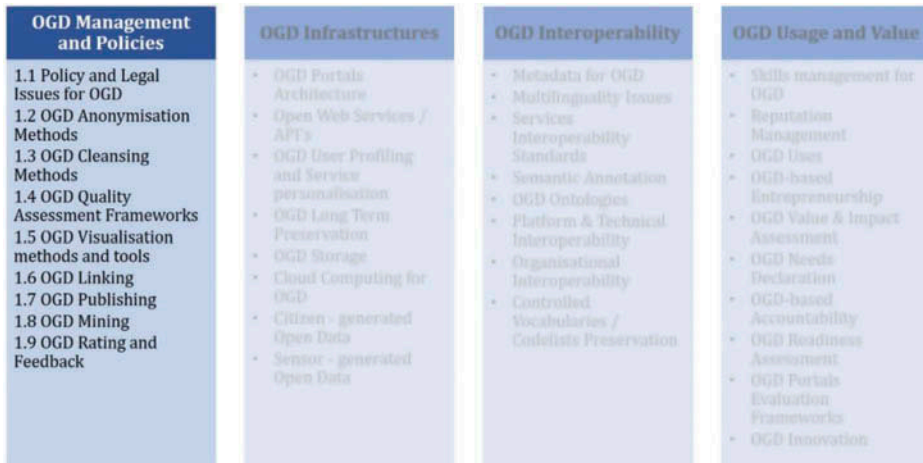 OGD Management
and Policies
1.1 Policy and Legal
Issues for OGD
1.2 OGD Anonymisation
Methods
1.3 OGD Cleansing
Methods
1.4 OGD Quality
Assessment Frameworks
1.5 OGD Visualisation
methods and tools
1.6 OGD Linking
1.7 OGD Publishing
1.8 OGD Mining
1.9 OGD Rating and
Feedback
OGD Infrastructures
• OGD Portals
Architecture
• Open Web Services /
API's
• OGD User Profiling
and Service
personalisation
• OGD Long Term
Preservation
• OGD Storage
• Cloud Computing for
OGD
• Citizen - generated
Open Data
• Sensor - generated
Open Data
OGD Interoperability
• Metadata for OGD
• Multilinguality Issues
• Services
Interoperability
Standards
• Semantic Annotation
• OGD Ontologies
• Platform & Technical
Interoperability
• Organisational
Interoperability
• Controlled
Vocabularies /
Codelists Preservation
OGD Usage and Value
• Skills management for
OGD
• Reputation
Management
• OGD Uses
• OGD-based
Entrepreneurship
• OGD Value & Impact
Assessment
• OGD Needs
Declaration
• OGD-based
Accountability
• OGD Readiness
Assessment
• OGD Portals
Evaluation
Frameworks
• OGD Innovation